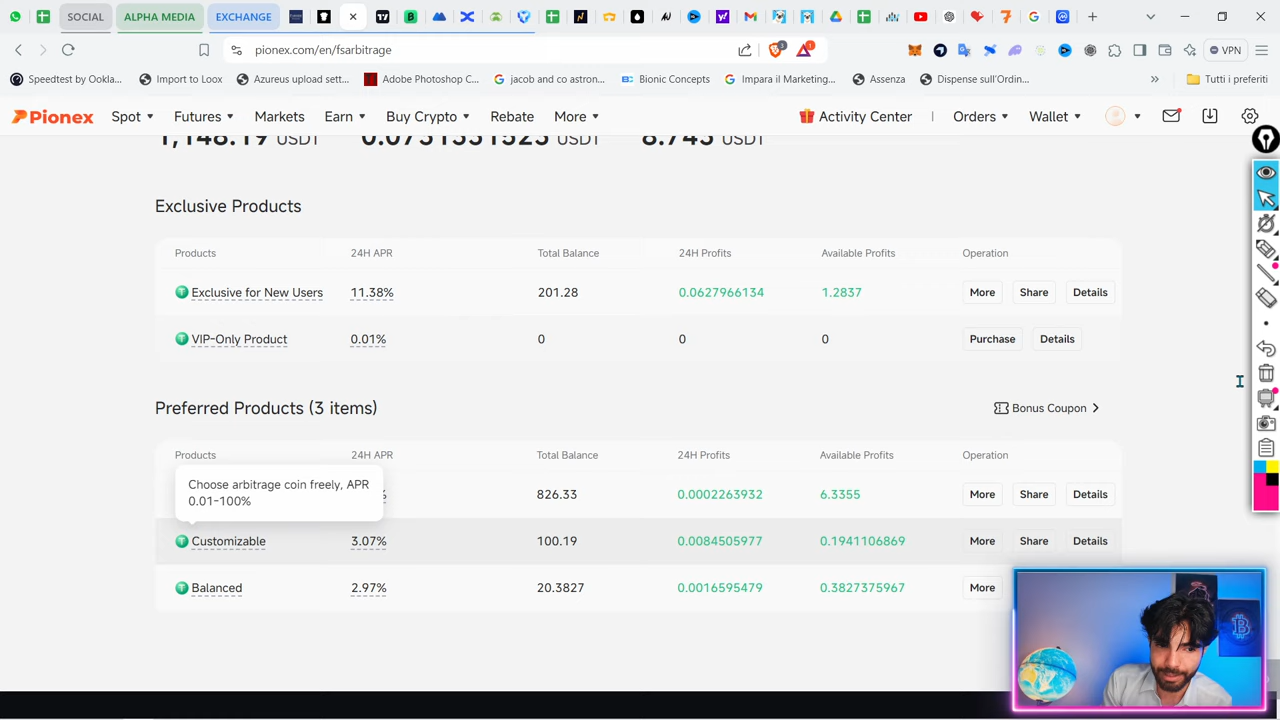 SOCIAL
ALPHA MEDIA
EXCHANGE
pionex.com/en/fsarbitrage
VPN
Speedtest by Ookla...
Import to Loox
Azureus upload sett...
Adobe Photoshop C...
jacob and co astron...
Bionic Concepts
Impara il Marketing...
Assenza
Dispense sull'Ordin...
»
Tutti i preferiti
Pionex
Spot
Futures
Markets
Earn
Buy Crypto
Rebate
More
Activity Center
Orders
Wallet
1,148.19 USDT
0.0731331523 USDT
8.745 USDT
Exclusive Products
Products 24H APR Total Balance 24H Profits Available Profits Operation
Exclusive for New Users 11.38% 201.28 0.0627966134 1.2837 More Share Details
VIP-Only Product 0.01% 0 0 0 Purchase Details
Preferred Products (3 items)
Bonus Coupon
Products 24H APR Total Balance 24H Profits Available Profits Operation
Choose arbitrage coin freely, APR
0.01-100%
% 826.33 0.0002263932 6.3355 More Share Details
Customizable 3.07% 100.19 0.0084505977 0.1941106869 More Share Details
Balanced 2.97% 20.3827 0.0016595479 0.3827375967 More